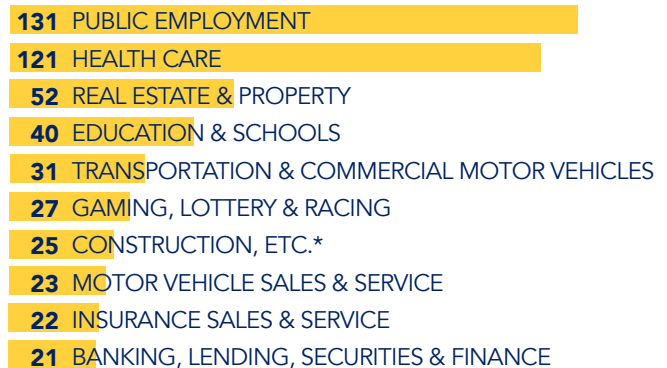 131 PUBLIC EMPLOYMENT
121 HEALTH CARE
52 REAL ESTATE & PROPERTY
40 EDUCATION & SCHOOLS
31 TRANSPORTATION & COMMERCIAL MOTOR VEHICLES
27 GAMING, LOTTERY & RACING
25 CONSTRUCTION, ETC.*
23 MOTOR VEHICLE SALES & SERVICE
22 INSURANCE SALES & SERVICE
21 BANKING, LENDING, SECURITIES & FINANCE